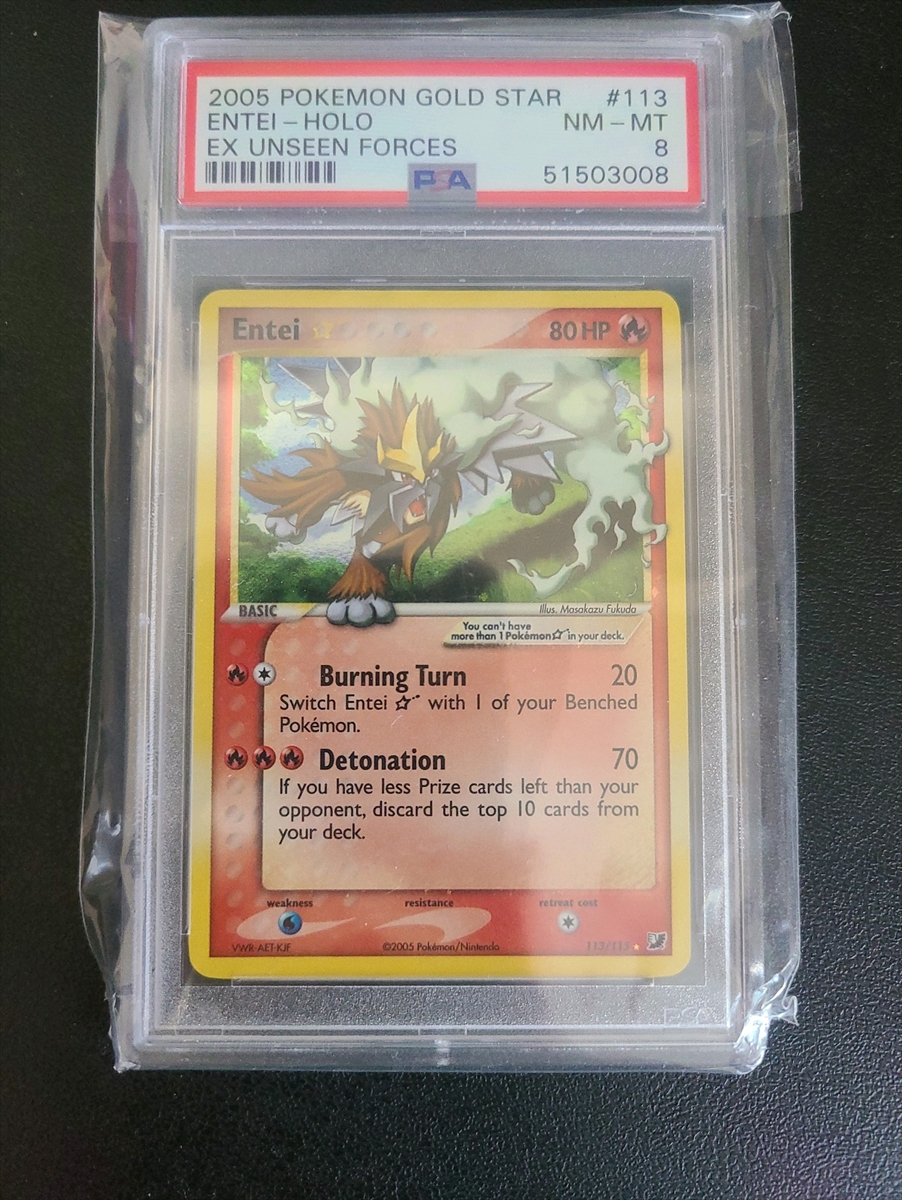 2005 POKEMON GOLD STAR #113
ENTEI - HOLO NM - MT
EX UNSEEN FORCES 8
PSA 51503008
Entei ☆ 80 HP
BASIC Illus. Masakazu Fukuda
You can't have
more than 1 Pokémon☆ in your deck.
Burning Turn 20
Switch Entei ☆ with 1 of your Benched
Pokémon.
Detonation 70
If you have less Prize cards left than your
opponent, discard the top 10 cards from
your deck.
weakness resistance retreat cost
VWR-AET-KJF ©2005 Pokémon/Nintendo 113/115